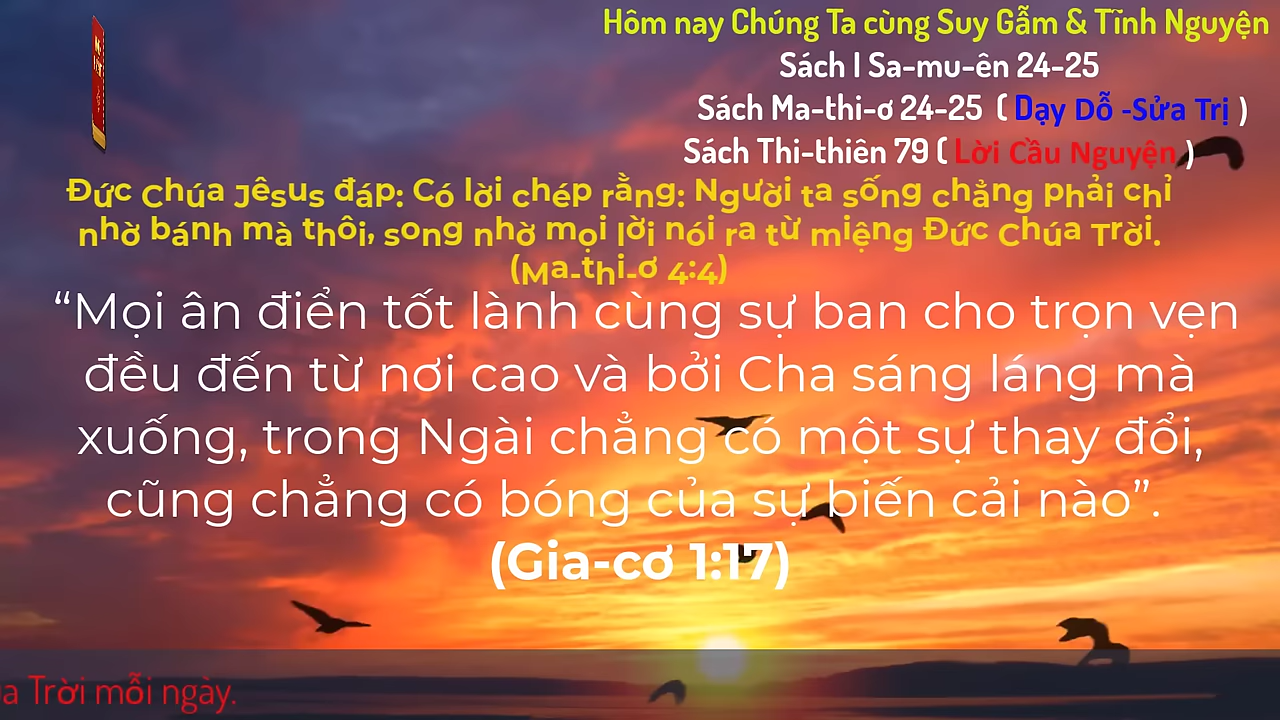 Hôm nay Chúng Ta cùng Suy Gẫm & Tĩnh Nguyện
Sách I Sa-mu-ên 24-25
Sách Ma-thi-ơ 24-25 ( Dạy Dỗ -Sửa Trị )
Sách Thi-thiên 79 ( Lời Cầu Nguyện )
Đức Chúa Jêsus đáp: Có lời chép rằng: Người ta sống chẳng phải chỉ
nhờ bánh mà thôi, song nhờ mọi lời nói ra từ miệng Đức Chúa Trời.
(Ma-thi-ơ 4:4)
“Mọi ân điển tốt lành cùng sự ban cho trọn vẹn
đều đến từ nơi cao và bởi Cha sáng láng mà
xuống, trong Ngài chẳng có một sự thay đổi,
cũng chẳng có bóng của sự biến cải nào”.
(Gia-cơ 1:17)
Trời mỗi ngày.